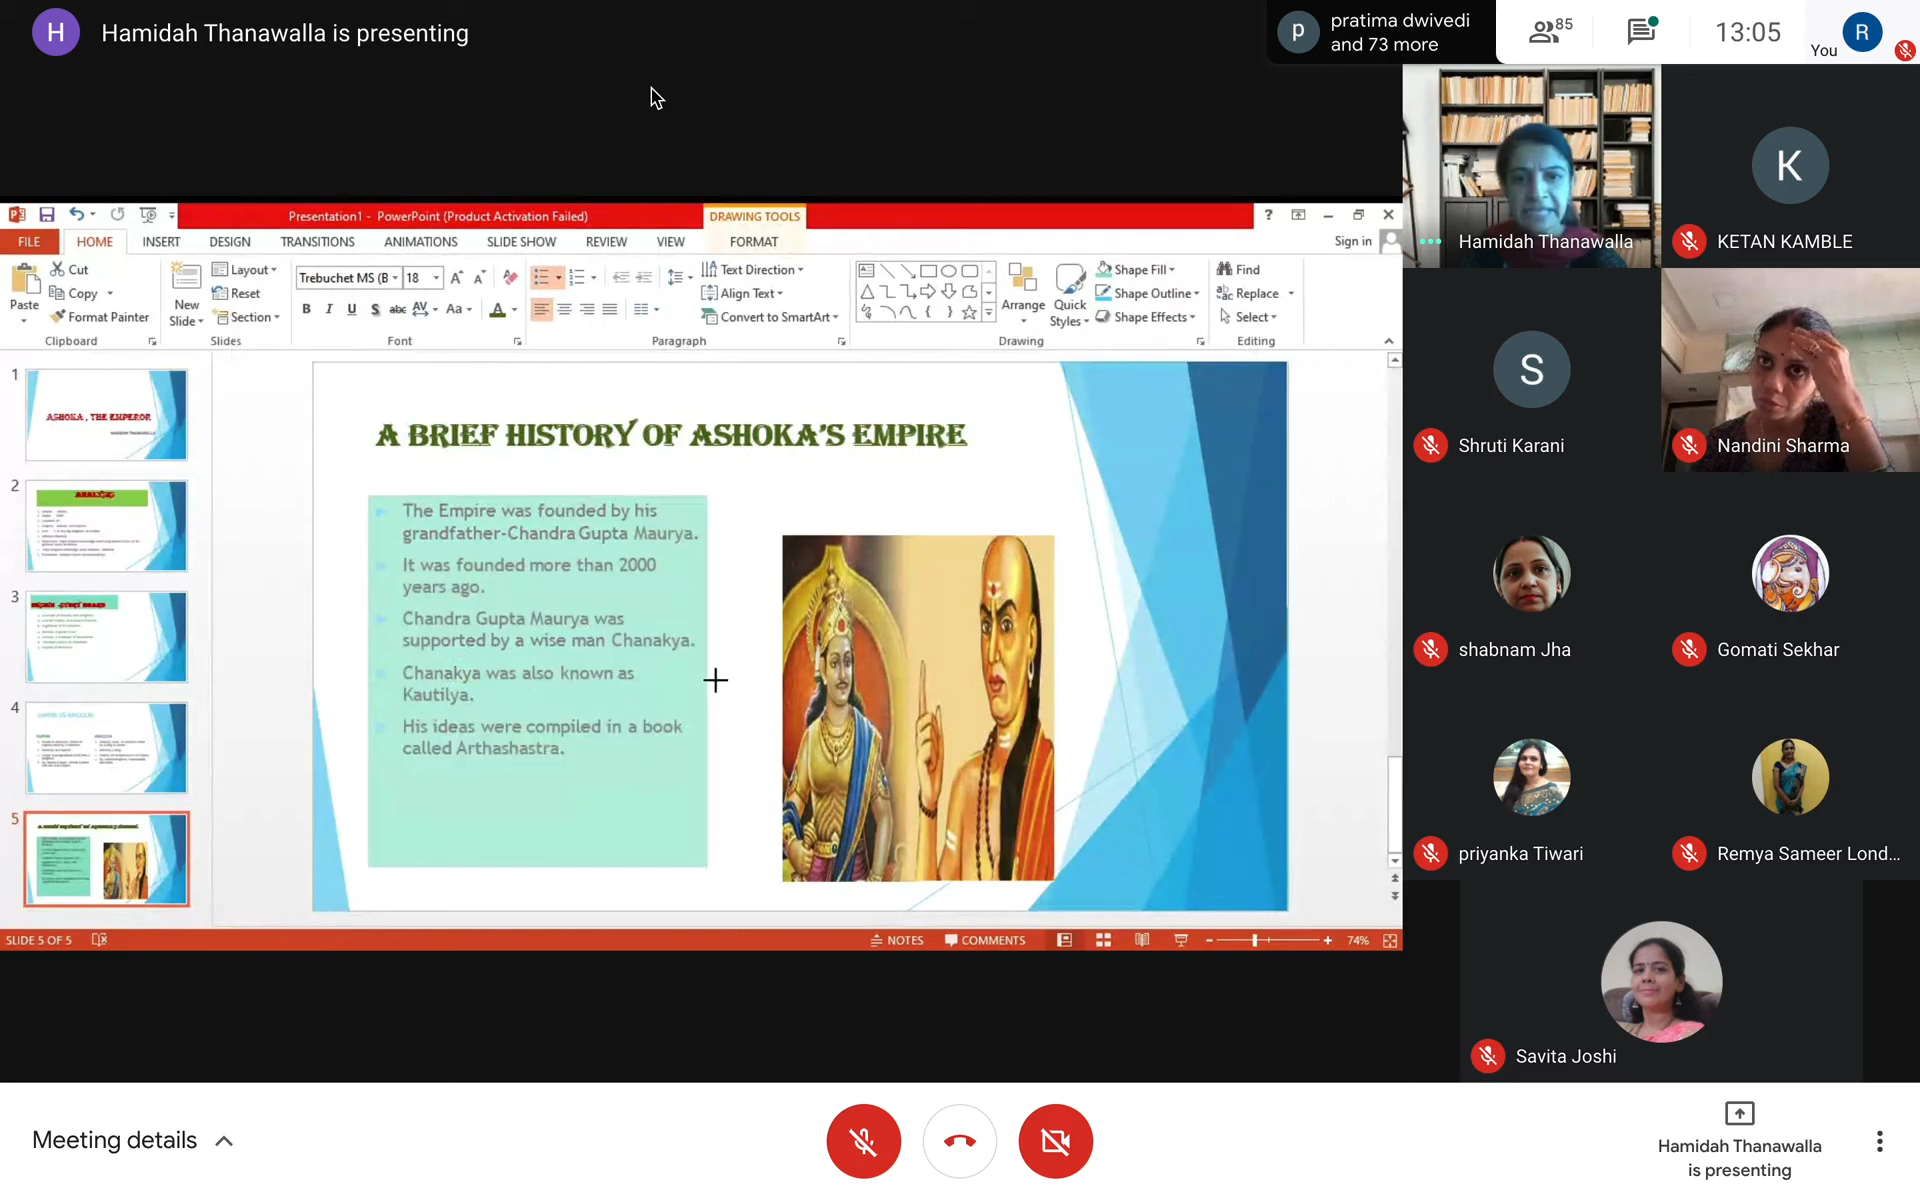 H
Hamidah Thanawalla is presenting
p
pratima dwivedi
and 73 more
85
13:05
You
R
Presentation1 - PowerPoint (Product Activation Failed)
DRAWING TOOLS
?
FILE
HOME
INSERT
DESIGN
TRANSITIONS
ANIMATIONS
SLIDE SHOW
REVIEW
VIEW
FORMAT
Sign in
Paste
Cut
Copy
Format Painter
Clipboard
New
Slide
Layout
Reset
Section
Slides
Trebuchet MS (B
18
B I U S abc AV Aa A
Font
Text Direction
Align Text
Convert to SmartArt
Paragraph
Arrange
Quick
Styles
Shape Fill
Shape Outline
Shape Effects
Drawing
Find
Replace
Select
Editing
1
ASHOKA , THE EMPEROR
2
3
4
5
A BRIEF HISTORY OF ASHOKA'S EMPIRE
The Empire was founded by his
grandfather-Chandra Gupta Maurya.
It was founded more than 2000
years ago.
Chandra Gupta Maurya was
supported by a wise man Chanakya.
Chanakya was also known as
Kautilya.
His ideas were compiled in a book
called Arthashastra.
SLIDE 5 OF 5
NOTES
COMMENTS
74%
Hamidah Thanawalla
K
KETAN KAMBLE
S
Shruti Karani
Nandini Sharma
shabnam Jha
Gomati Sekhar
priyanka Tiwari
Remya Sameer Lond...
Savita Joshi
Meeting details
Hamidah Thanawalla
is presenting